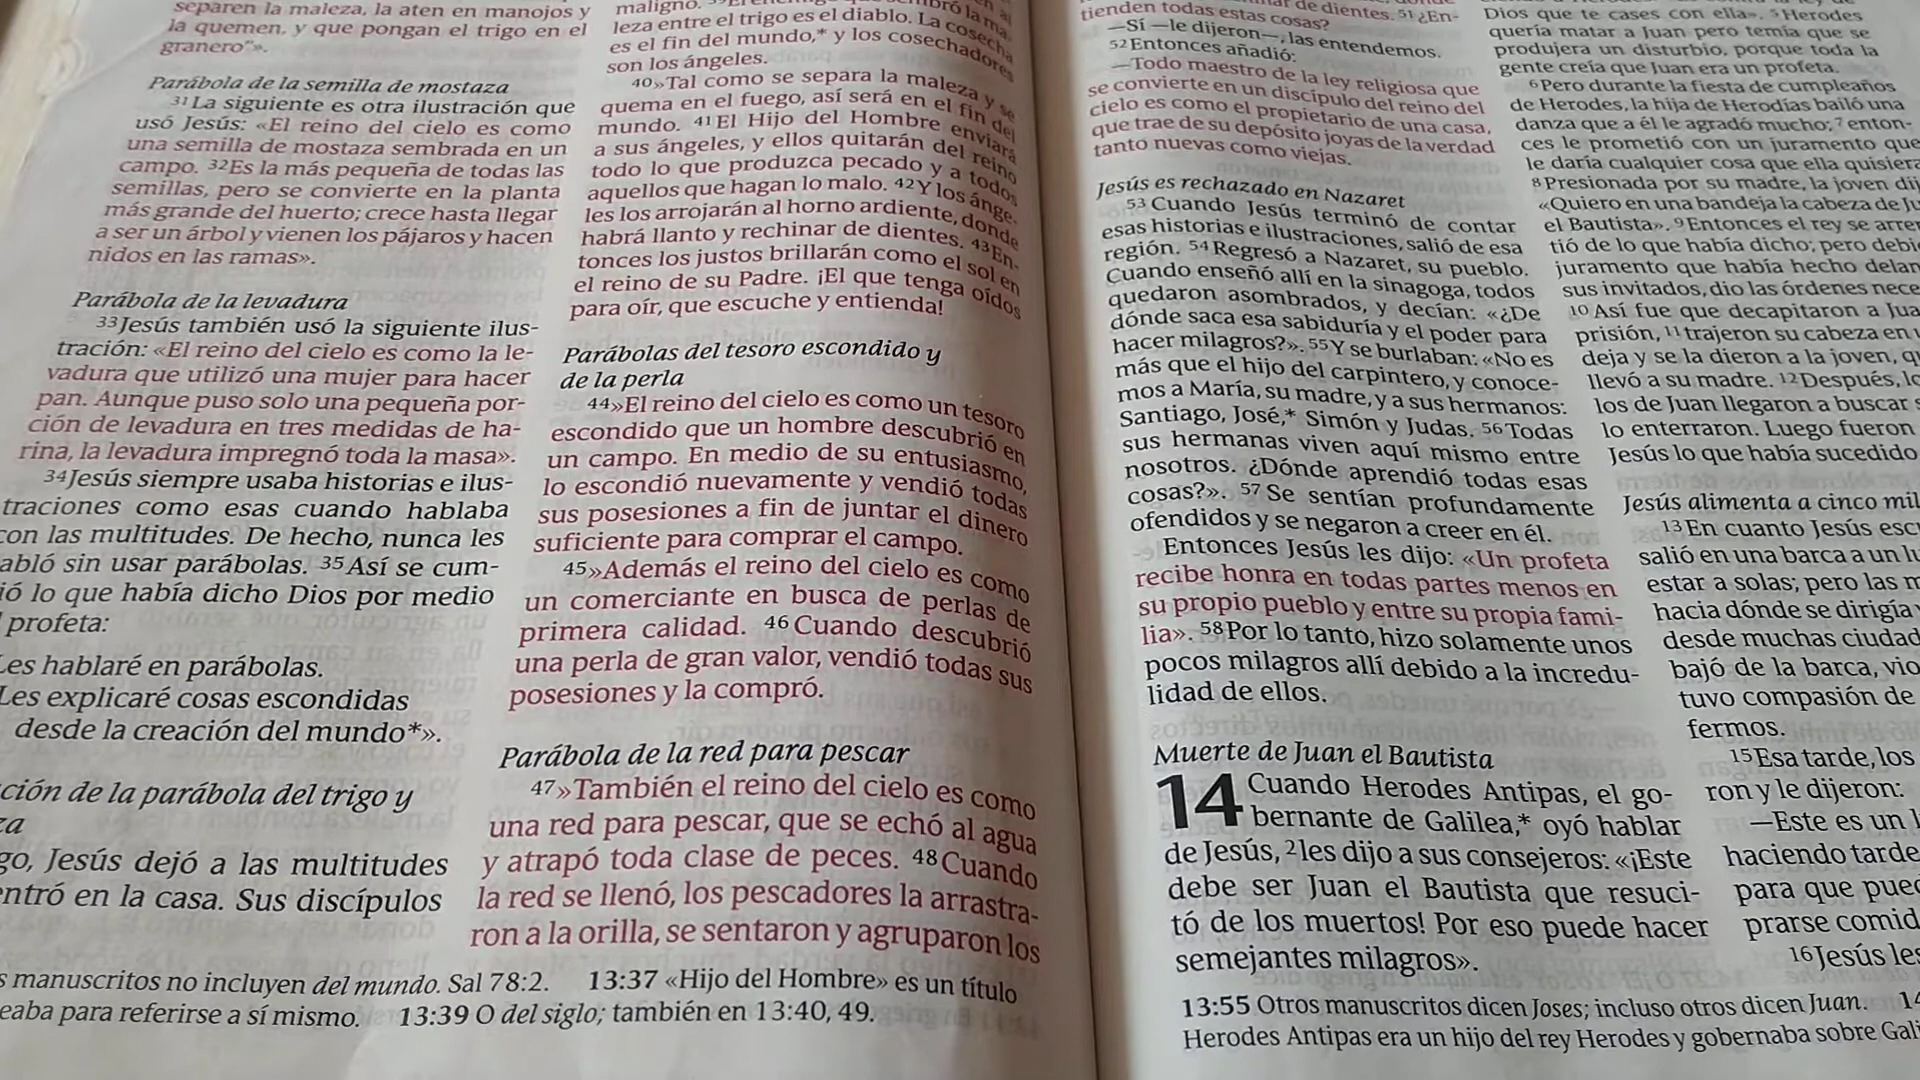 separen la maleza, la aten en manojos y
la quemen, y que pongan el trigo en el
granero”».
Parábola de la semilla de mostaza
31 La siguiente es otra ilustración que
usó Jesús: «El reino del cielo es como
una semilla de mostaza sembrada en un
campo. 32 Es la más pequeña de todas las
semillas, pero se convierte en la planta
más grande del huerto; crece hasta llegar
a ser un árbol y vienen los pájaros y hacen
nidos en las ramas».
Parábola de la levadura
33 Jesús también usó la siguiente ilus-
tración: «El reino del cielo es como la le-
vadura que utilizó una mujer para hacer
pan. Aunque puso solo una pequeña por-
ción de levadura en tres medidas de ha-
rina, la levadura impregnó toda la masa».
34 Jesús siempre usaba historias e ilus-
traciones como esas cuando hablaba
con las multitudes. De hecho, nunca les
abló sin usar parábolas. 35 Así se cum-
ió lo que había dicho Dios por medio
profeta:
Les hablaré en parábolas.
Les explicaré cosas escondidas
desde la creación del mundo*».
ción de la parábola del trigo y
za
go, Jesús dejó a las multitudes
entró en la casa. Sus discípulos
maligno. 39 El
bró la ma-
leza entre el trigo es el diablo. La cosecha
es el fin del mundo,* y los cosechadores
son los ángeles.
40 »Tal como se separa la maleza y se
quema en el fuego, así será en el fin del
mundo. 41 El Hijo del Hombre enviará
a sus ángeles, y ellos quitarán del reino
todo lo que produzca pecado y a todos
aquellos que hagan lo malo. 42 Y los ánge-
les los arrojarán al horno ardiente, donde
habrá llanto y rechinar de dientes. 43 En-
tonces los justos brillarán como el sol en
el reino de su Padre. ¡El que tenga oídos
para oír, que escuche y entienda!
Parábolas del tesoro escondido y
de la perla
44 »El reino del cielo es como un tesoro
escondido que un hombre descubrió en
un campo. En medio de su entusiasmo,
lo escondió nuevamente y vendió todas
sus posesiones a fin de juntar el dinero
suficiente para comprar el campo.
45 »Además el reino del cielo es como
un comerciante en busca de perlas de
primera calidad. 46 Cuando descubrió
una perla de gran valor, vendió todas sus
posesiones y la compró.
Parábola de la red para pescar
47 »También el reino del cielo es como
una red para pescar, que se echó al agua
y atrapó toda clase de peces. 48 Cuando
la red se llenó, los pescadores la arrastra-
ron a la orilla, se sentaron y agruparon los
s manuscritos no incluyen del mundo. Sal 78:2. 13:37 «Hijo del Hombre» es un título
eaba para referirse a sí mismo. 13:39 O del siglo; también en 13:40, 49.
de dientes. 51 ¿En-
tienden todas estas cosas?
—Sí —le dijeron—, las entendemos.
52 Entonces añadió:
—Todo maestro de la ley religiosa que
se convierte en un discípulo del reino del
cielo es como el propietario de una casa,
que trae de su depósito joyas de la verdad
tanto nuevas como viejas.
Jesús es rechazado en Nazaret
53 Cuando Jesús terminó de contar
esas historias e ilustraciones, salió de esa
región. 54 Regresó a Nazaret, su pueblo.
Cuando enseñó allí en la sinagoga, todos
quedaron asombrados, y decían: «¿De
dónde saca esa sabiduría y el poder para
hacer milagros?». 55 Y se burlaban: «No es
más que el hijo del carpintero, y conoce-
mos a María, su madre, y a sus hermanos:
Santiago, José,* Simón y Judas. 56 Todas
sus hermanas viven aquí mismo entre
nosotros. ¿Dónde aprendió todas esas
cosas?». 57 Se sentían profundamente
ofendidos y se negaron a creer en él.
Entonces Jesús les dijo: «Un profeta
recibe honra en todas partes menos en
su propio pueblo y entre su propia fami-
lia». 58 Por lo tanto, hizo solamente unos
pocos milagros allí debido a la incredu-
lidad de ellos.
Muerte de Juan el Bautista
14 Cuando Herodes Antipas, el go-
bernante de Galilea,* oyó hablar
de Jesús, 2 les dijo a sus consejeros: «¡Este
debe ser Juan el Bautista que resuci-
tó de los muertos! Por eso puede hacer
semejantes milagros».
Dios que te cases con ella». 5 Herodes
quería matar a Juan pero temía que se
produjera un disturbio, porque toda la
gente creía que Juan era un profeta.
6 Pero durante la fiesta de cumpleaños
de Herodes, la hija de Herodías bailó una
danza que a él le agradó mucho; 7 enton-
ces le prometió con un juramento que
le daría cualquier cosa que ella quisiera
8 Presionada por su madre, la joven dij
«Quiero en una bandeja la cabeza de Ju
el Bautista». 9 Entonces el rey se arre
tió de lo que había dicho; pero debi
juramento que había hecho delan
sus invitados, dio las órdenes nece
10 Así fue que decapitaron a Jua
prisión, 11 trajeron su cabeza en
deja y se la dieron a la joven, q
llevó a su madre. 12 Después, l
los de Juan llegaron a buscar s
lo enterraron. Luego fueron
Jesús lo que había sucedido
Jesús alimenta a cinco mil
13 En cuanto Jesús esc
salió en una barca a un lu
estar a solas; pero las m
hacia dónde se dirigía
desde muchas ciudad
bajó de la barca, vio
tuvo compasión de
fermos.
15 Esa tarde, los
ron y le dijeron:
—Este es un l
haciendo tarde
para que pued
prarse comid
16 Jesús les
13:55 Otros manuscritos dicen Joses; incluso otros dicen Juan. 14
Herodes Antipas era un hijo del rey Herodes y gobernaba sobre Gali